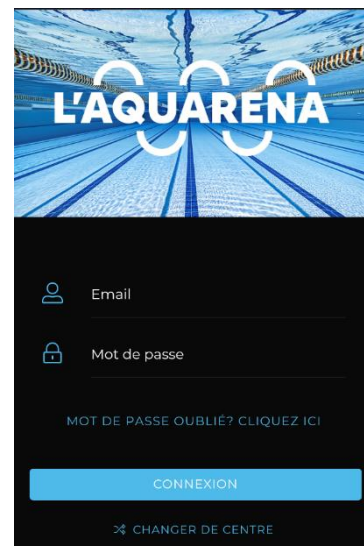 L'AQUARENA
Email
Mot de passe
MOT DE PASSE OUBLIÉ? CLIQUEZ ICI
CONNEXION
CHANGER DE CENTRE